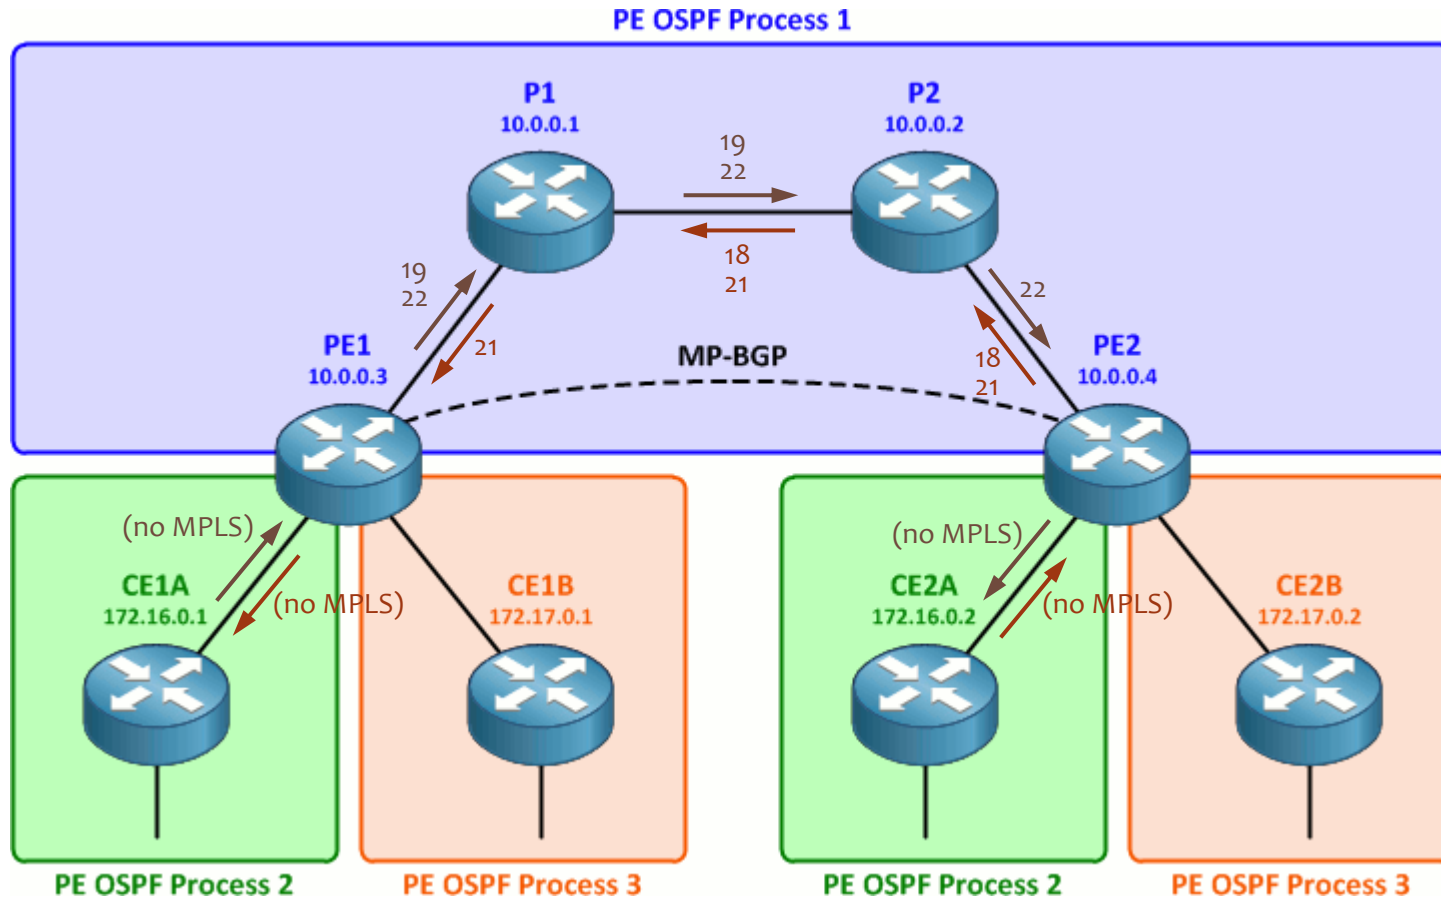 PE OSPF Process 1
P1
10.0.0.1
P2
10.0.0.2
19
22
18
21
19
22
21
22
18
21
PE1
10.0.0.3
MP-BGP
PE2
10.0.0.4
(no MPLS)
(no MPLS)
CE1A
172.16.0.1
(no MPLS)
CE1B
172.17.0.1
CE2A
172.16.0.2
(no MPLS)
CE2B
172.17.0.2
PE OSPF Process 2
PE OSPF Process 3
PE OSPF Process 2
PE OSPF Process 3